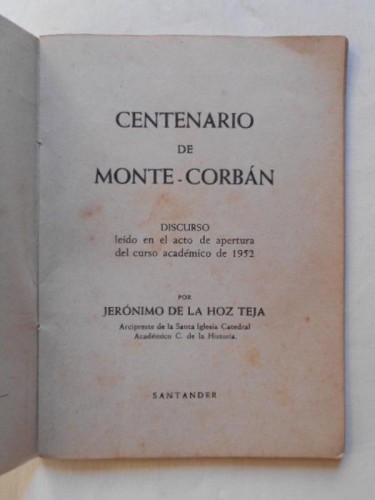 CENTENARIO
DE
MONTE-CORBÁN
DISCURSO
leído en el acto de apertura
del curso académico de 1952
POR
JERÓNIMO DE LA HOZ TEJA
Arcipreste de la Santa Iglesia Catedral
Académico C. de la Historia.
SANTANDER